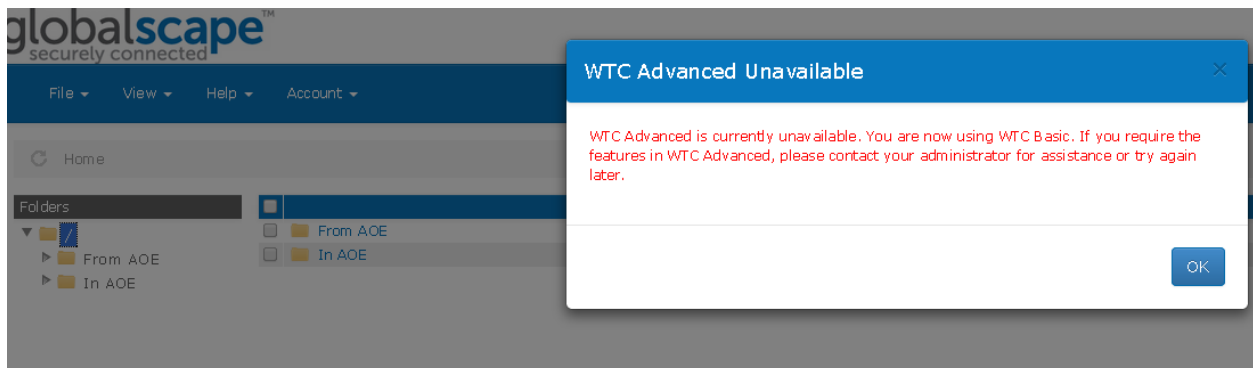 globalscape™
securely connected
File View Help Account
Home
Folders
/
From AOE
In AOE
From AOE
In AOE
WTC Advanced Unavailable
WTC Advanced is currently unavailable. You are now using WTC Basic. If you require the
features in WTC Advanced, please contact your administrator for assistance or try again
later.
OK